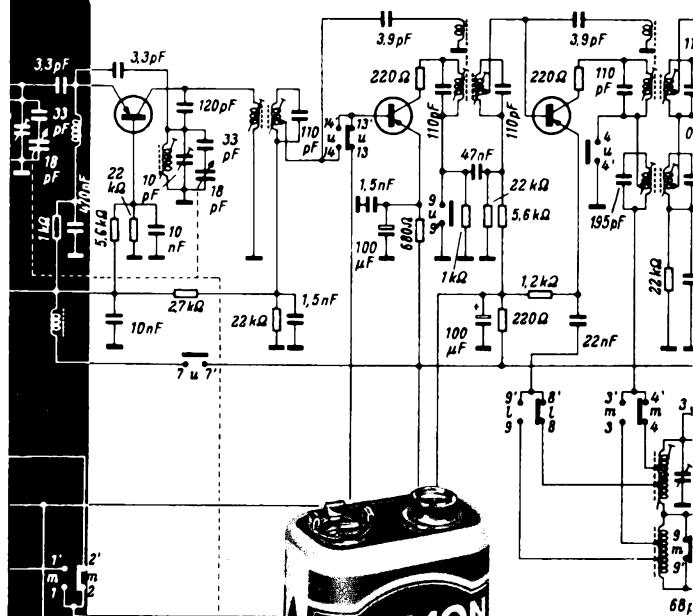 3,9pF
3,9pF
3,3pF
3,3pF
220Ω
220Ω
110
pF
120pF
33
pF
18
pF
33
pF
18
pF
10
pF
110
pF
14'
u
14
13'
u
13
110pF
110pF
4
u
4'
195pF
22
kΩ
470pF
1kΩ
5,6kΩ
10
nF
1,5nF
100
μF
680Ω
9
u
9'
47nF
22kΩ
5,6kΩ
1kΩ
22kΩ
2,7kΩ
1,5nF
22kΩ
10nF
1,2kΩ
+
100
μF
220Ω
22nF
7 u 7'
9'
l
9
8'
l
8
3'
m
3
4'
m
4
1'
m
1
2'
m
2
9
m
9'
68p
MON